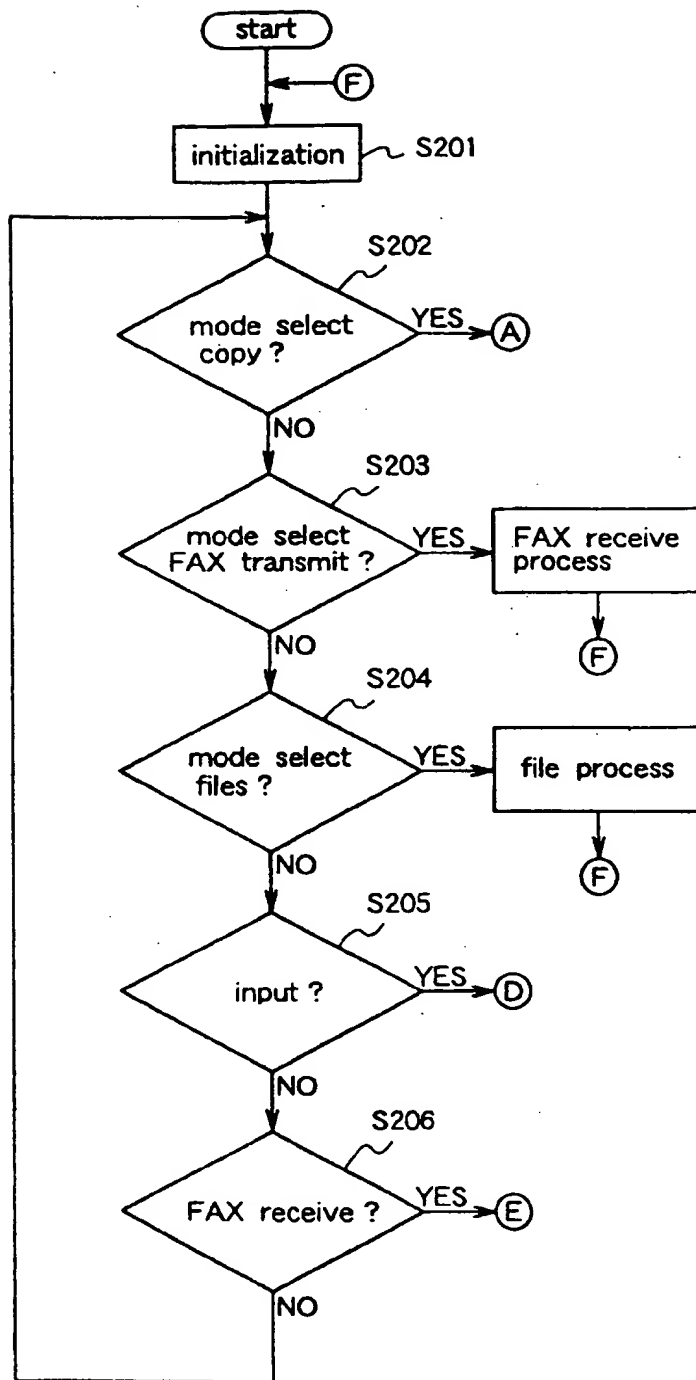 start
F
initialization
S201
S202
mode select
copy ?
YES
A
NO
S203
mode select
FAX transmit ?
YES
FAX receive
process
NO
F
S204
mode select
files ?
YES
file process
NO
F
S205
input ?
YES
D
NO
S206
FAX receive ?
YES
E
NO